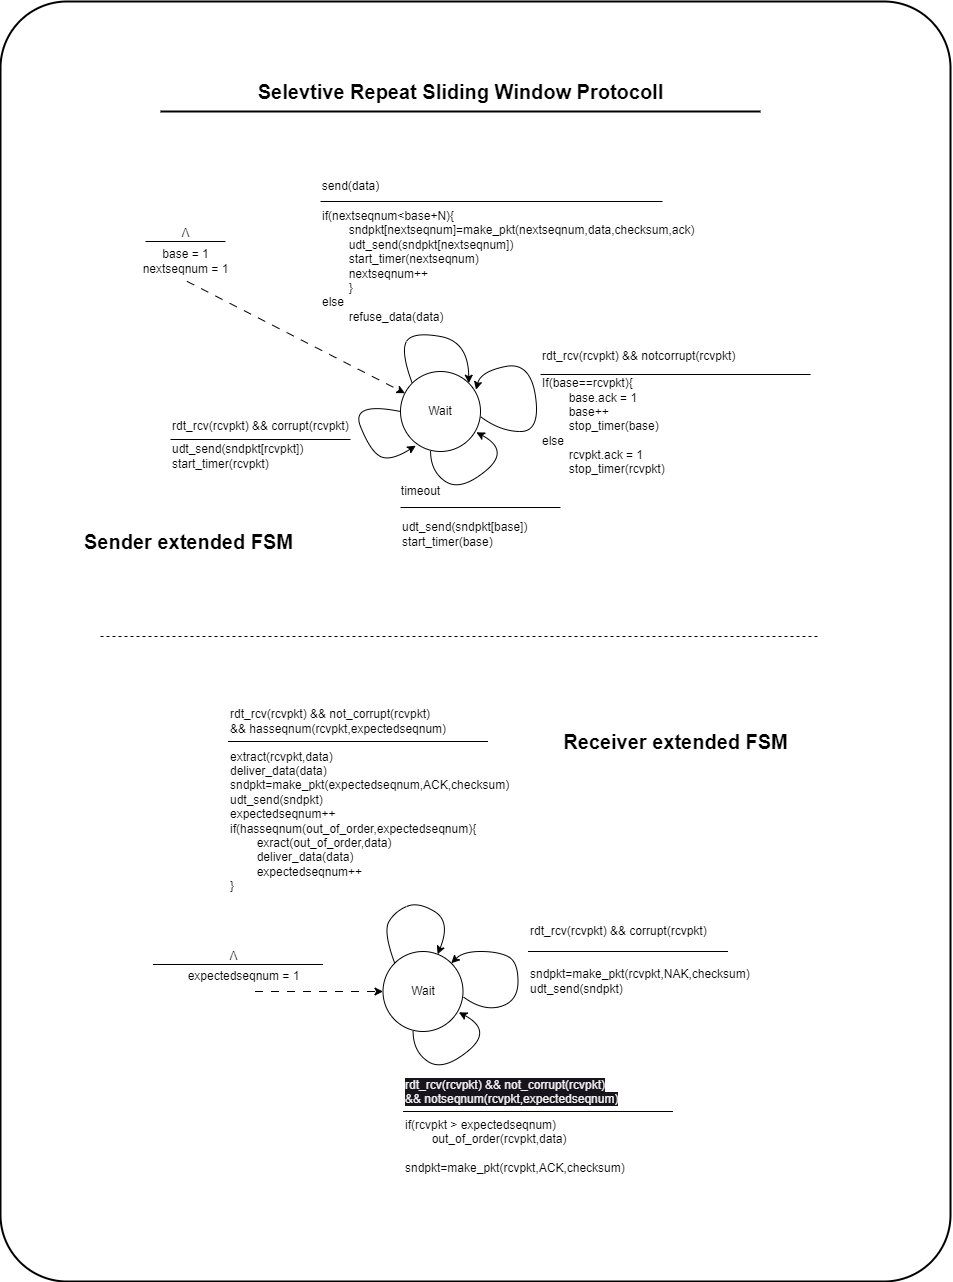 Selevtive Repeat Sliding Window Protocoll
send(data)
if(nextseqnum<base+N){
sndpkt[nextseqnum]=make_pkt(nextseqnum,data,checksum,ack)
udt_send(sndpkt[nextseqnum])
start_timer(nextseqnum)
nextseqnum++
}
else
refuse_data(data)
/\
base = 1
nextseqnum = 1
rdt_rcv(rcvpkt) && notcorrupt(rcvpkt)
If(base==rcvpkt){
base.ack = 1
base++
stop_timer(base)
else
rcvpkt.ack = 1
stop_timer(rcvpkt)
Wait
rdt_rcv(rcvpkt) && corrupt(rcvpkt)
udt_send(sndpkt[rcvpkt])
start_timer(rcvpkt)
timeout
udt_send(sndpkt[base])
start_timer(base)
Sender extended FSM
rdt_rcv(rcvpkt) && not_corrupt(rcvpkt)
&& hasseqnum(rcvpkt,expectedseqnum)
extract(rcvpkt,data)
deliver_data(data)
sndpkt=make_pkt(expectedseqnum,ACK,checksum)
udt_send(sndpkt)
expectedseqnum++
if(hasseqnum(out_of_order,expectedseqnum){
exract(out_of_order,data)
deliver_data(data)
expectedseqnum++
}
Receiver extended FSM
/\
expectedseqnum = 1
Wait
rdt_rcv(rcvpkt) && corrupt(rcvpkt)
sndpkt=make_pkt(rcvpkt,NAK,checksum)
udt_send(sndpkt)
rdt_rcv(rcvpkt) && not_corrupt(rcvpkt)
&& notseqnum(rcvpkt,expectedseqnum)
if(rcvpkt > expectedseqnum)
out_of_order(rcvpkt,data)
sndpkt=make_pkt(rcvpkt,ACK,checksum)